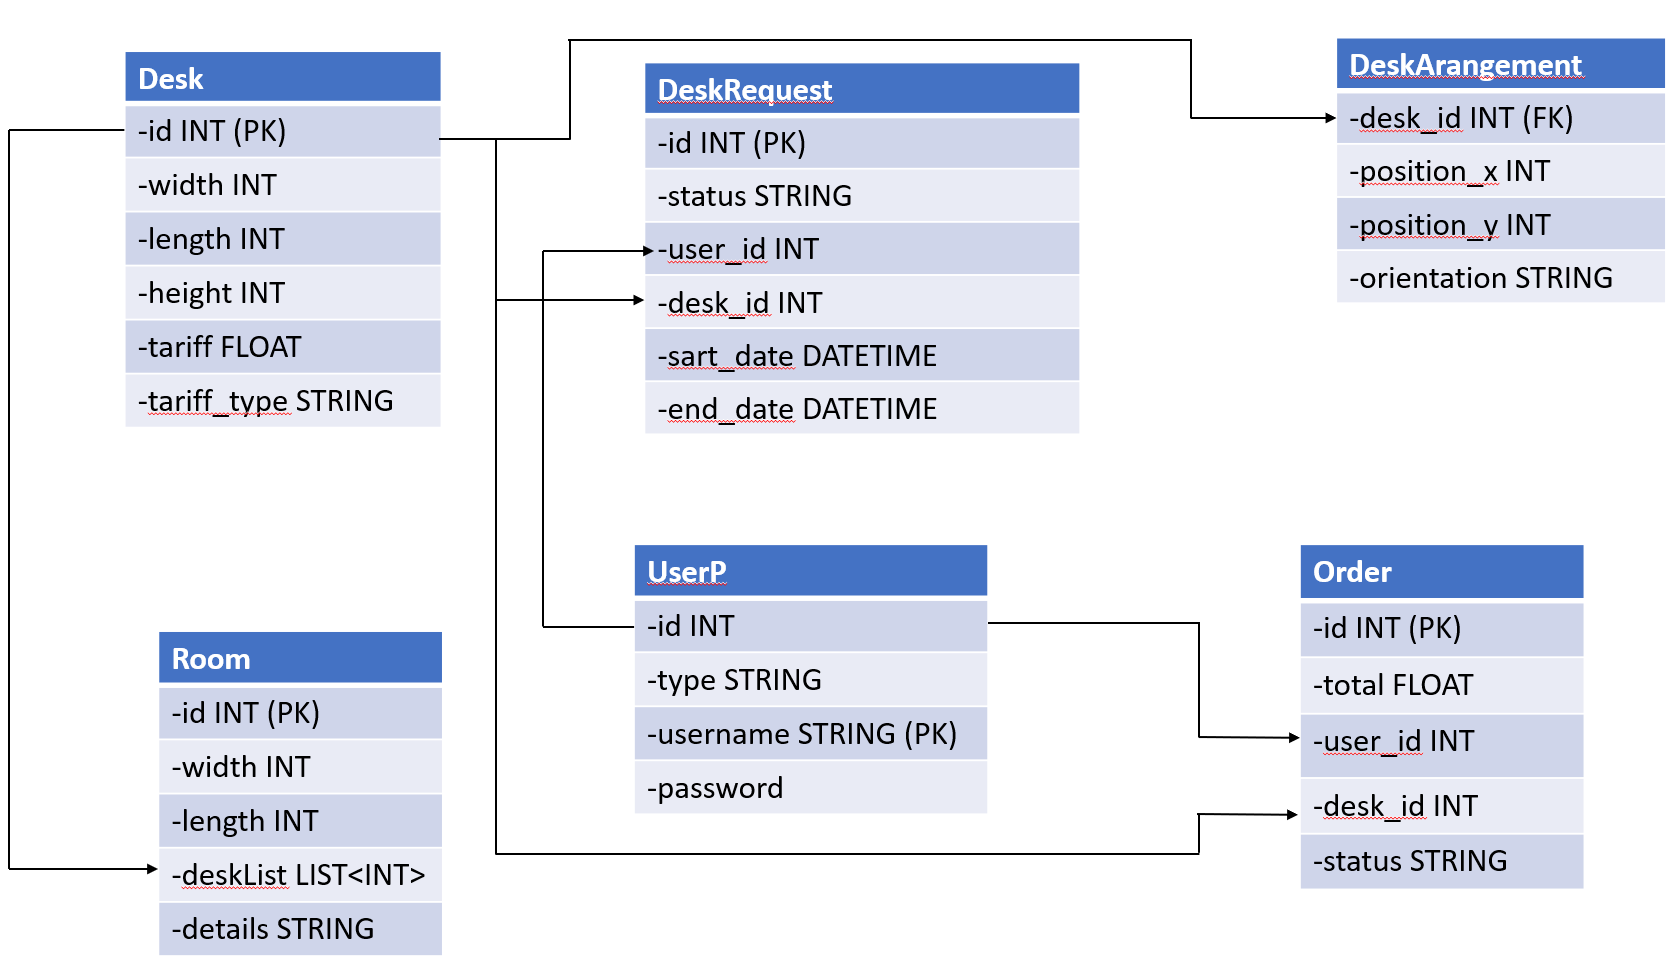 Desk
-id INT (PK)
-width INT
-length INT
-height INT
-tariff FLOAT
-tariff_type STRING
DeskRequest
-id INT (PK)
-status STRING
-user_id INT
-desk_id INT
-sart_date DATETIME
-end_date DATETIME
DeskArangement
-desk_id INT (FK)
-position_x INT
-position_y INT
-orientation STRING
Room
-id INT (PK)
-width INT
-length INT
-deskList LIST<INT>
-details STRING
UserP
-id INT
-type STRING
-username STRING (PK)
-password
Order
-id INT (PK)
-total FLOAT
-user_id INT
-desk_id INT
-status STRING